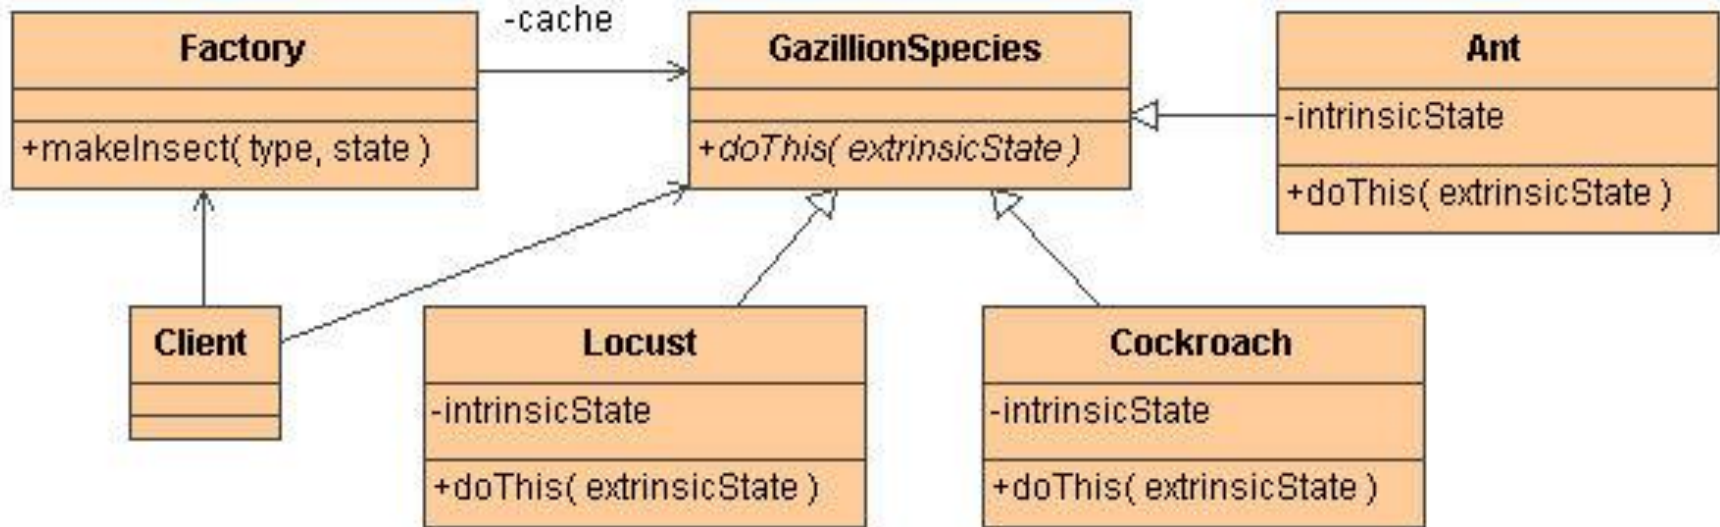 -cache
Factory
+makeInsect( type, state )
GazillionSpecies
+doThis( extrinsicState )
Ant
-intrinsicState
+doThis( extrinsicState )
Client
Locust
-intrinsicState
+doThis( extrinsicState )
Cockroach
-intrinsicState
+doThis( extrinsicState )